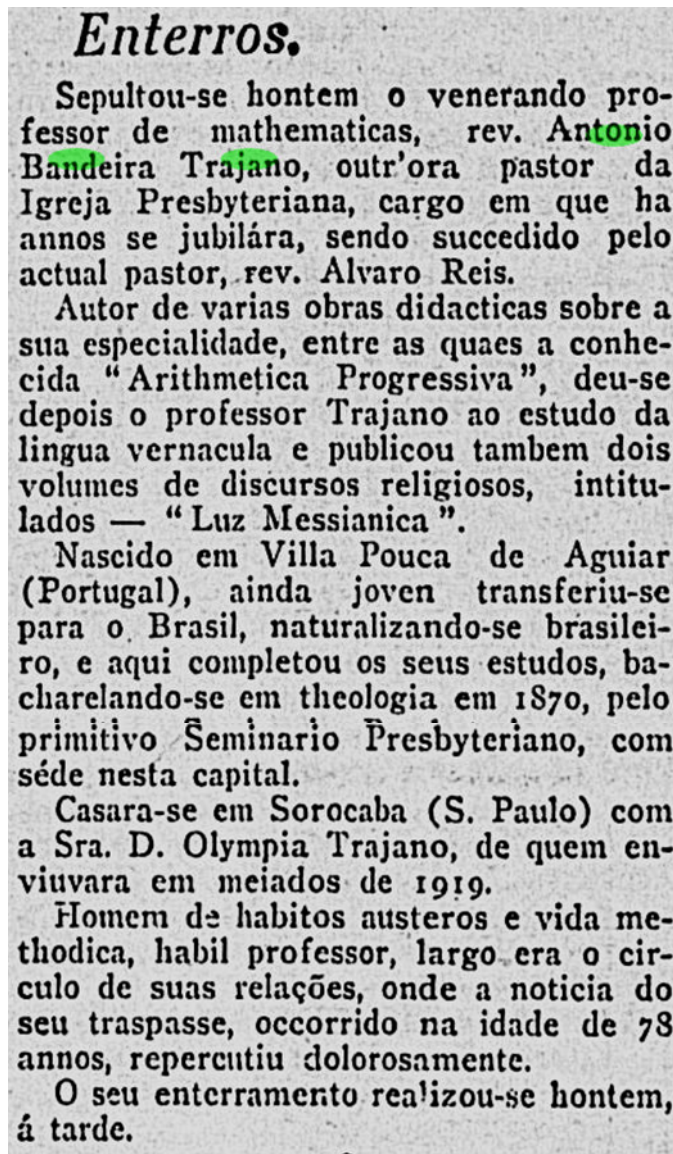 Enterros.
Sepultou-se hontem o venerando pro-
fessor de mathematicas, rev. Antonio
Bandeira Trajano, outr'ora pastor da
Igreja Presbyteriana, cargo em que ha
annos se jubilára, sendo succedido pelo
actual pastor, rev. Alvaro Reis.
Autor de varias obras didacticas sobre a
sua especialidade, entre as quaes a conhe-
cida "Arithmetica Progressiva", deu-se
depois o professor Trajano ao estudo da
lingua vernacula e publicou tambem dois
volumes de discursos religiosos, intitu-
lados — "Luz Messianica".
Nascido em Villa Pouca de Aguiar
(Portugal), ainda joven transferiu-se
para o Brasil, naturalizando-se brasilei-
ro, e aqui completou os seus estudos, ba-
charelando-se em theologia em 1870, pelo
primitivo Seminario Presbyteriano, com
séde nesta capital.
Casara-se em Sorocaba (S. Paulo) com
a Sra. D. Olympia Trajano, de quem en-
viuvara em meiados de 1919.
Homem de habitos austeros e vida me-
thodica, habil professor, largo era o cir-
culo de suas relações, onde a noticia do
seu traspasse, occorrido na idade de 78
annos, repercutiu dolorosamente.
O seu enterramento realizou-se hontem,
á tarde.